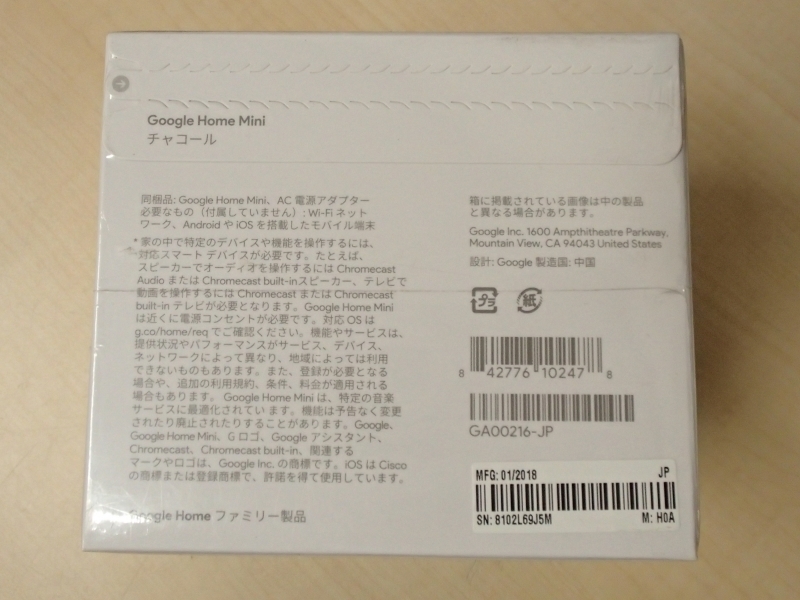 Google Home Mini
チャコール
同梱品: Google Home Mini、AC 電源アダプター
必要なもの（付属していません）: Wi-Fi ネット
ワーク、Android や iOS を搭載したモバイル端末
* 家の中で特定のデバイスや機能を操作するには、
対応スマート デバイスが必要です。たとえば、
スピーカーでオーディオを操作するには Chromecast
Audio または Chromecast built-inスピーカー、テレビで
動画を操作するには Chromecast または Chromecast
built-in テレビが必要となります。Google Home Mini
は近くに電源コンセントが必要です。対応 OS は
g.co/home/req でご確認ください。機能やサービスは、
提供状況やパフォーマンスがサービス、デバイス、
ネットワークによって異なり、地域によっては利用
できないものもあります。また、登録が必要となる
場合や、追加の利用規約、条件、料金が適用される
場合もあります。 Google Home Mini は、特定の音楽
サービスに最適化されています。機能は予告なく変更
されたり廃止されたりすることがあります。Google、
Google Home Mini、G ロゴ、Google アシスタント、
Chromecast、Chromecast built-in、関連する
マークやロゴは、Google Inc. の商標です。iOS は Cisco
の商標または登録商標で、許諾を得て使用しています。
Google Home ファミリー製品
箱に掲載されている画像は中の製品
と異なる場合があります。
Google Inc. 1600 Ampthitheatre Parkway,
Mountain View, CA 94043 United States
設計: Google 製造国: 中国
プラ 紙
8 42776 10247 8
GA00216-JP
MFG: 01/2018 JP
SN: 8102L69J5M M: H0A